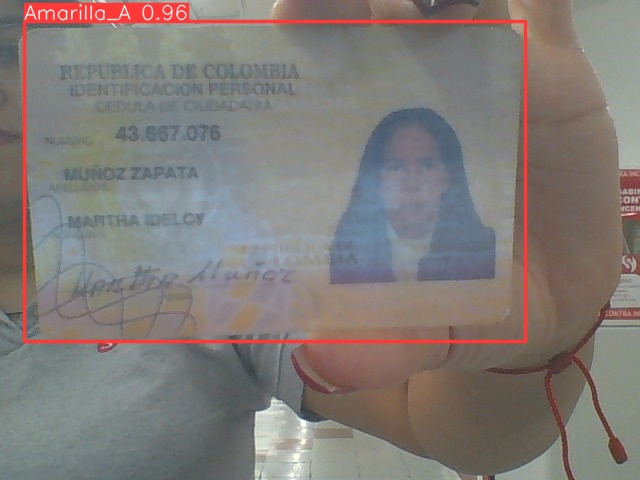 Amarilla_A 0.96
REPUBLICA DE COLOMBIA
IDENTIFICACION PERSONAL
CEDULA DE CIUDADANIA
NUMERO 43.667.076
MUÑOZ ZAPATA
APELLIDOS
MARTHA IDELCY
Martha Muñoz
COLOMBIA